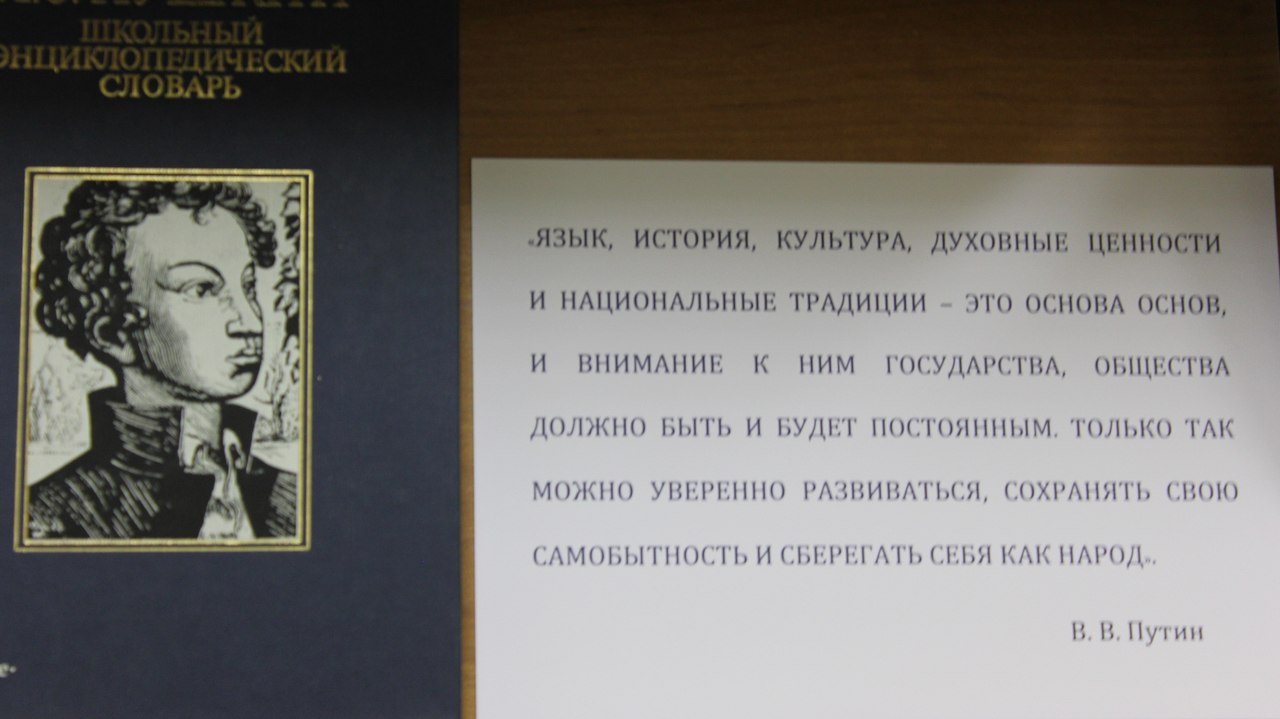 ШКОЛЬНЫЙ
ЭНЦИКЛОПЕДИЧЕСКИЙ
СЛОВАРЬ
«ЯЗЫК, ИСТОРИЯ, КУЛЬТУРА, ДУХОВНЫЕ ЦЕННОСТИ
И НАЦИОНАЛЬНЫЕ ТРАДИЦИИ – ЭТО ОСНОВА ОСНОВ,
И ВНИМАНИЕ К НИМ ГОСУДАРСТВА, ОБЩЕСТВА
ДОЛЖНО БЫТЬ И БУДЕТ ПОСТОЯННЫМ. ТОЛЬКО ТАК
МОЖНО УВЕРЕННО РАЗВИВАТЬСЯ, СОХРАНЯТЬ СВОЮ
САМОБЫТНОСТЬ И СБЕРЕГАТЬ СЕБЯ КАК НАРОД».
В. В. Путин